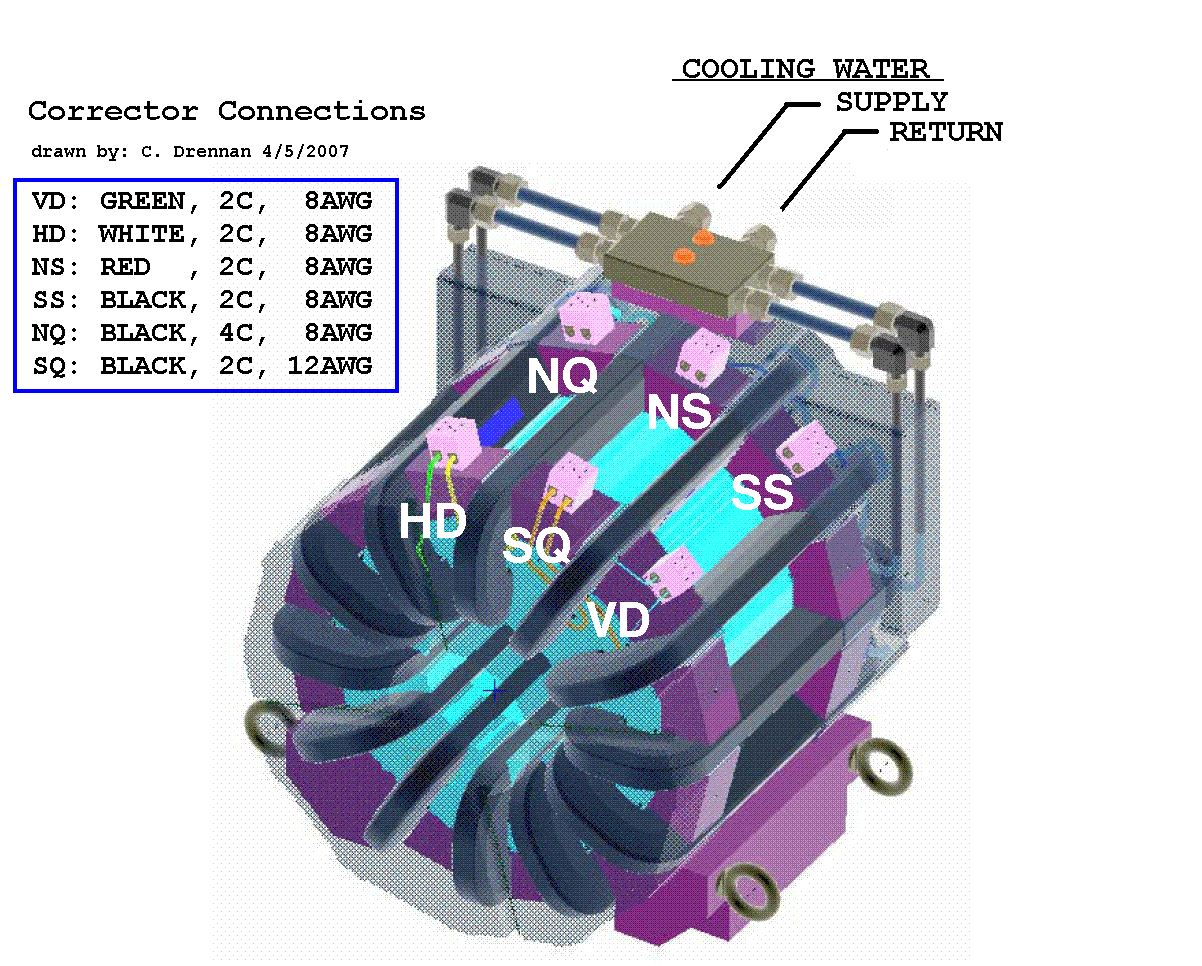 COOLING WATER
SUPPLY
RETURN
Corrector Connections
drawn by: C. Drennan 4/5/2007
VD: GREEN, 2C, 8AWG
HD: WHITE, 2C, 8AWG
NS: RED , 2C, 8AWG
SS: BLACK, 2C, 8AWG
NQ: BLACK, 4C, 8AWG
SQ: BLACK, 2C, 12AWG
NQ
NS
SS
HD
SQ
VD